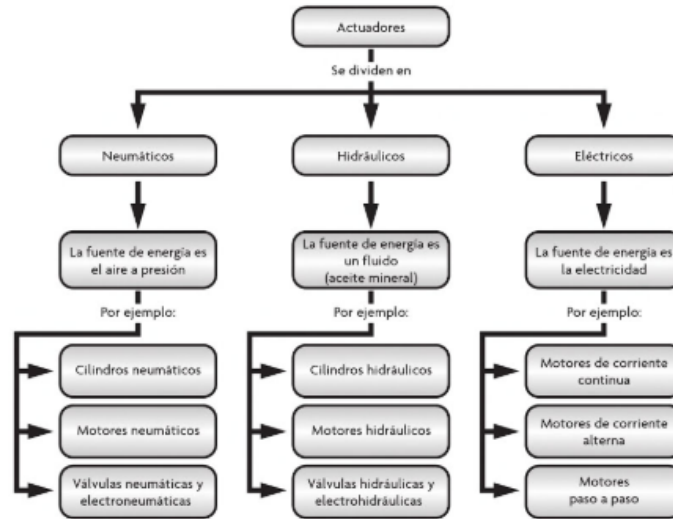 Actuadores
Se dividen en
Neumáticos
Hidráulicos
Eléctricos
La fuente de energía es
el aire a presión
La fuente de energía es
un fluido
(aceite mineral)
La fuente de energía es
la electricidad
Por ejemplo:
Por ejemplo:
Por ejemplo:
Cilindros neumáticos
Cilindros hidráulicos
Motores de corriente
continua
Motores neumáticos
Motores hidráulicos
Motores de corriente
alterna
Válvulas neumáticas y
electroneumáticas
Válvulas hidráulicas y
electrohidráulicas
Motores
paso a paso